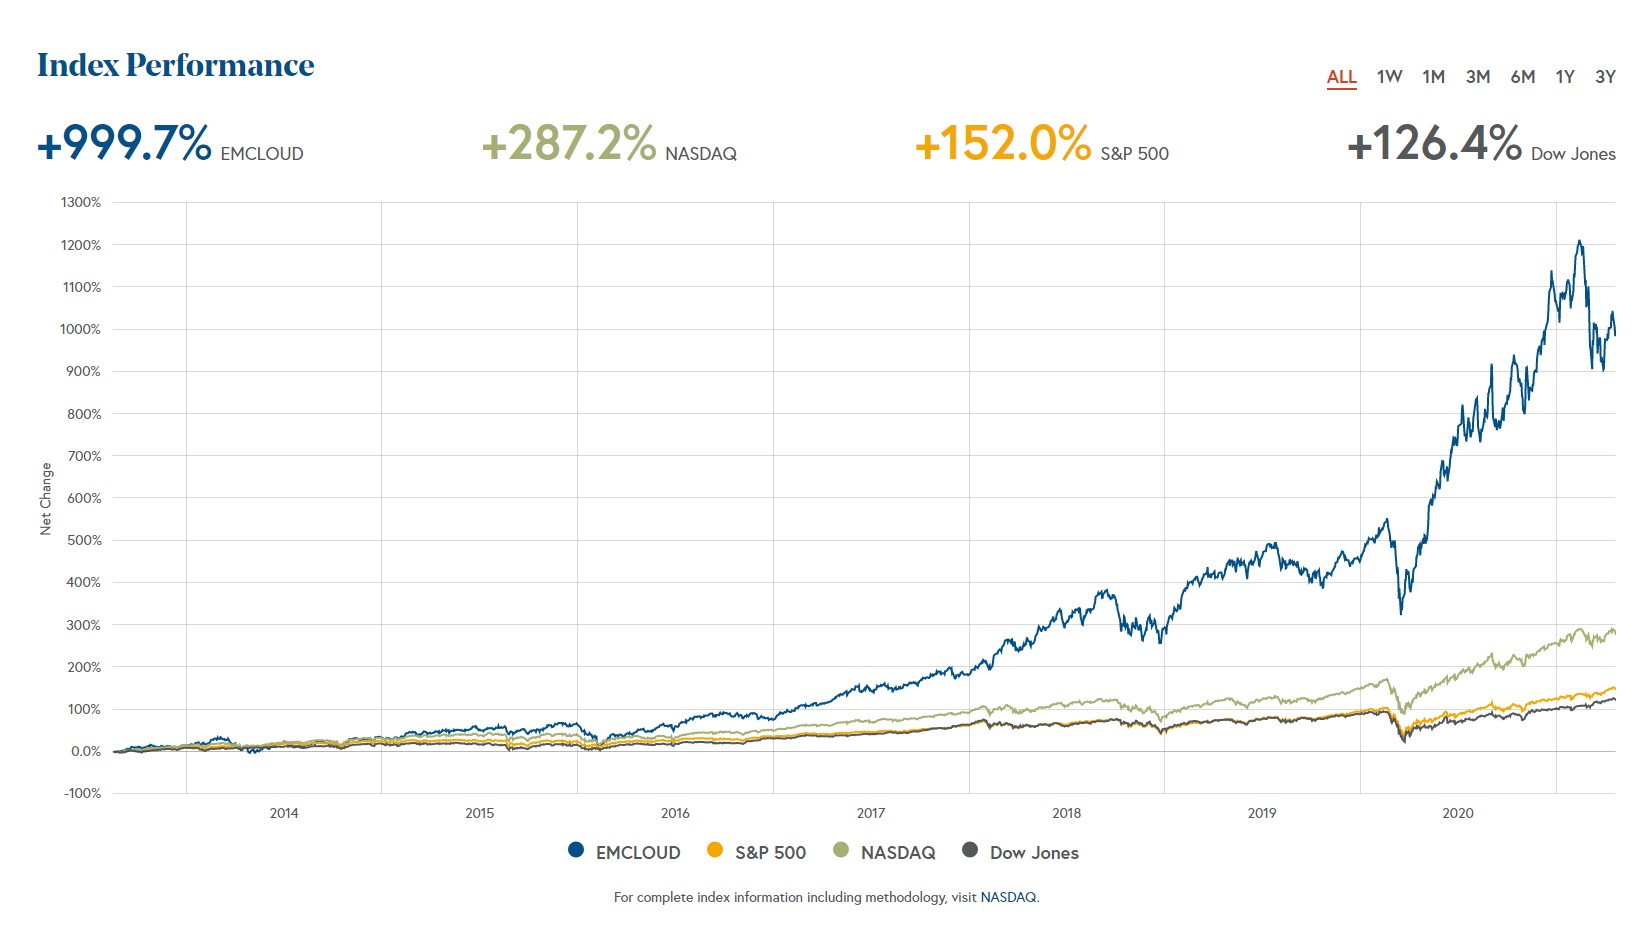 Index Performance
ALL 1W 1M 3M 6M 1Y 3Y
+999.7% EMCLOUD +287.2% NASDAQ +152.0% S&P 500 +126.4% Dow Jones
1300%
1200%
1100%
1000%
900%
800%
700%
600%
500%
400%
300%
200%
100%
0.0%
-100%
Net Change
2014 2015 2016 2017 2018 2019 2020
EMCLOUD S&P 500 NASDAQ Dow Jones
For complete index information including methodology, visit NASDAQ.